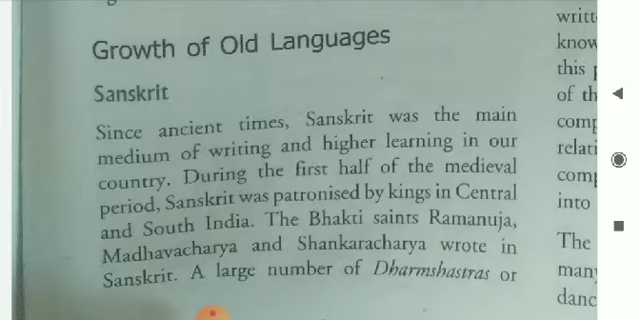 Growth of Old Languages
Sanskrit
Since ancient times, Sanskrit was the main
medium of writing and higher learning in our
country. During the first half of the medieval
period, Sanskrit was patronised by kings in Central
and South India. The Bhakti saints Ramanuja,
Madhavacharya and Shankaracharya wrote in
Sanskrit. A large number of Dharmshastras or
this
of
into
The